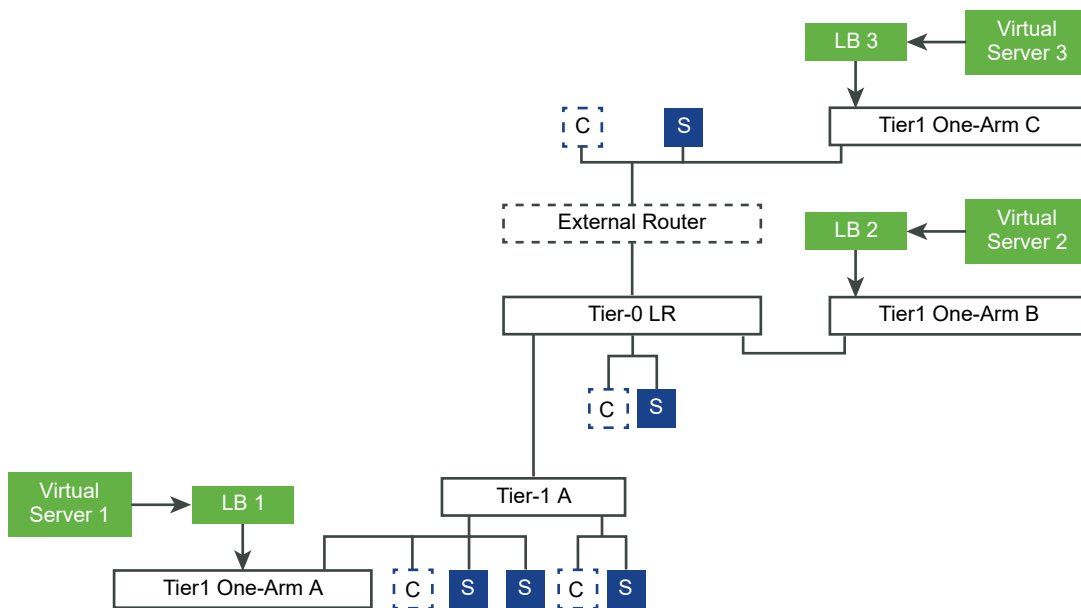 LB 3
Virtual
Server 3
C
S
Tier1 One-Arm C
External Router
LB 2
Virtual
Server 2
Tier-0 LR
Tier1 One-Arm B
C
S
Virtual
Server 1
LB 1
Tier-1 A
Tier1 One-Arm A
C
S
S
C
S